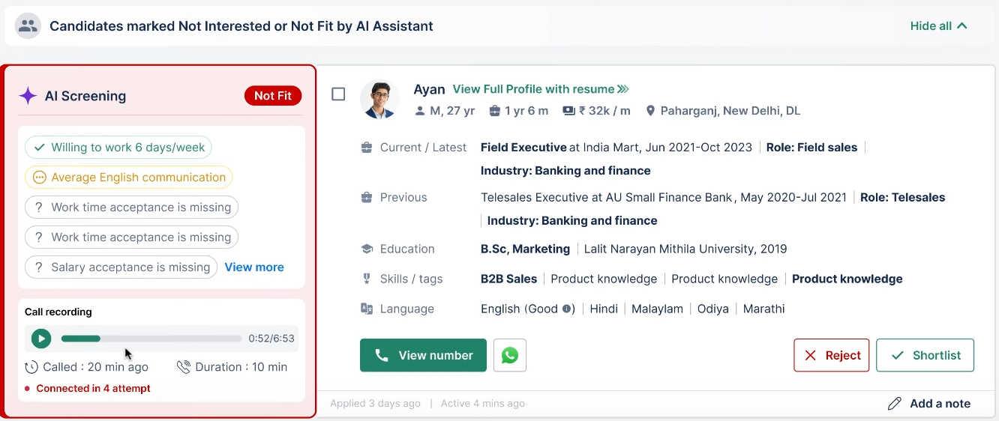 Candidates marked Not Interested or Not Fit by AI Assistant
Hide all
AI Screening
Not Fit
Willing to work 6 days/week
Average English communication
? Work time acceptance is missing
? Work time acceptance is missing
? Salary acceptance is missing
View more
Call recording
0:52/6:53
Called : 20 min ago
Duration : 10 min
Connected in 4 attempt
Ayan View Full Profile with resume
M, 27 yr 1 yr 6 m ₹ 32k / m Paharganj, New Delhi, DL
Current / Latest Field Executive at India Mart, Jun 2021-Oct 2023 | Role: Field sales |
Industry: Banking and finance
Previous Telesales Executive at AU Small Finance Bank , May 2020-Jul 2021 | Role: Telesales
| Industry: Banking and finance
Education B.Sc, Marketing | Lalit Narayan Mithila University, 2019
Skills / tags B2B Sales | Product knowledge | Product knowledge | Product knowledge
Language English (Good ) | Hindi | Malaylam | Odiya | Marathi
View number
Reject
Shortlist
Applied 3 days ago | Active 4 mins ago
Add a note